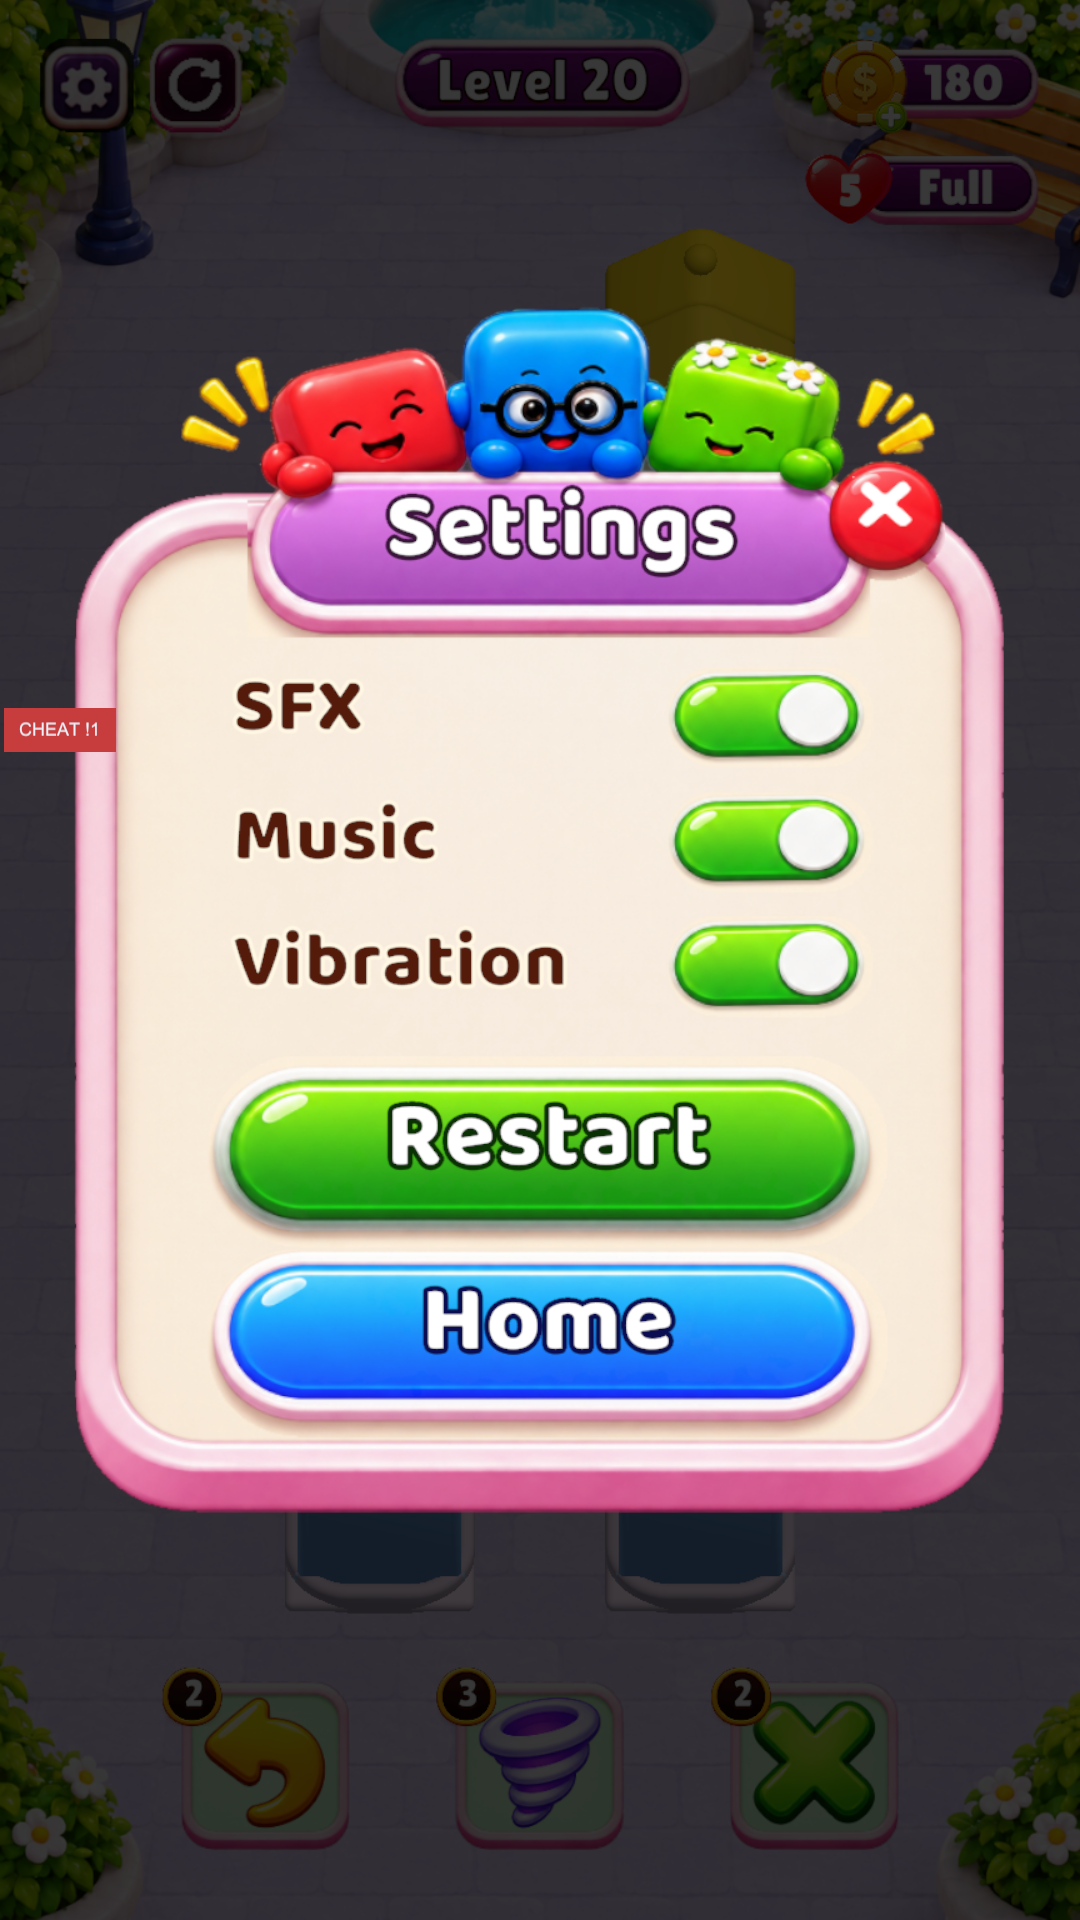 Level 20
180
5
Full
Settings
SFX
CHEAT !1
Music
Vibration
Restart
Home
2
3
2